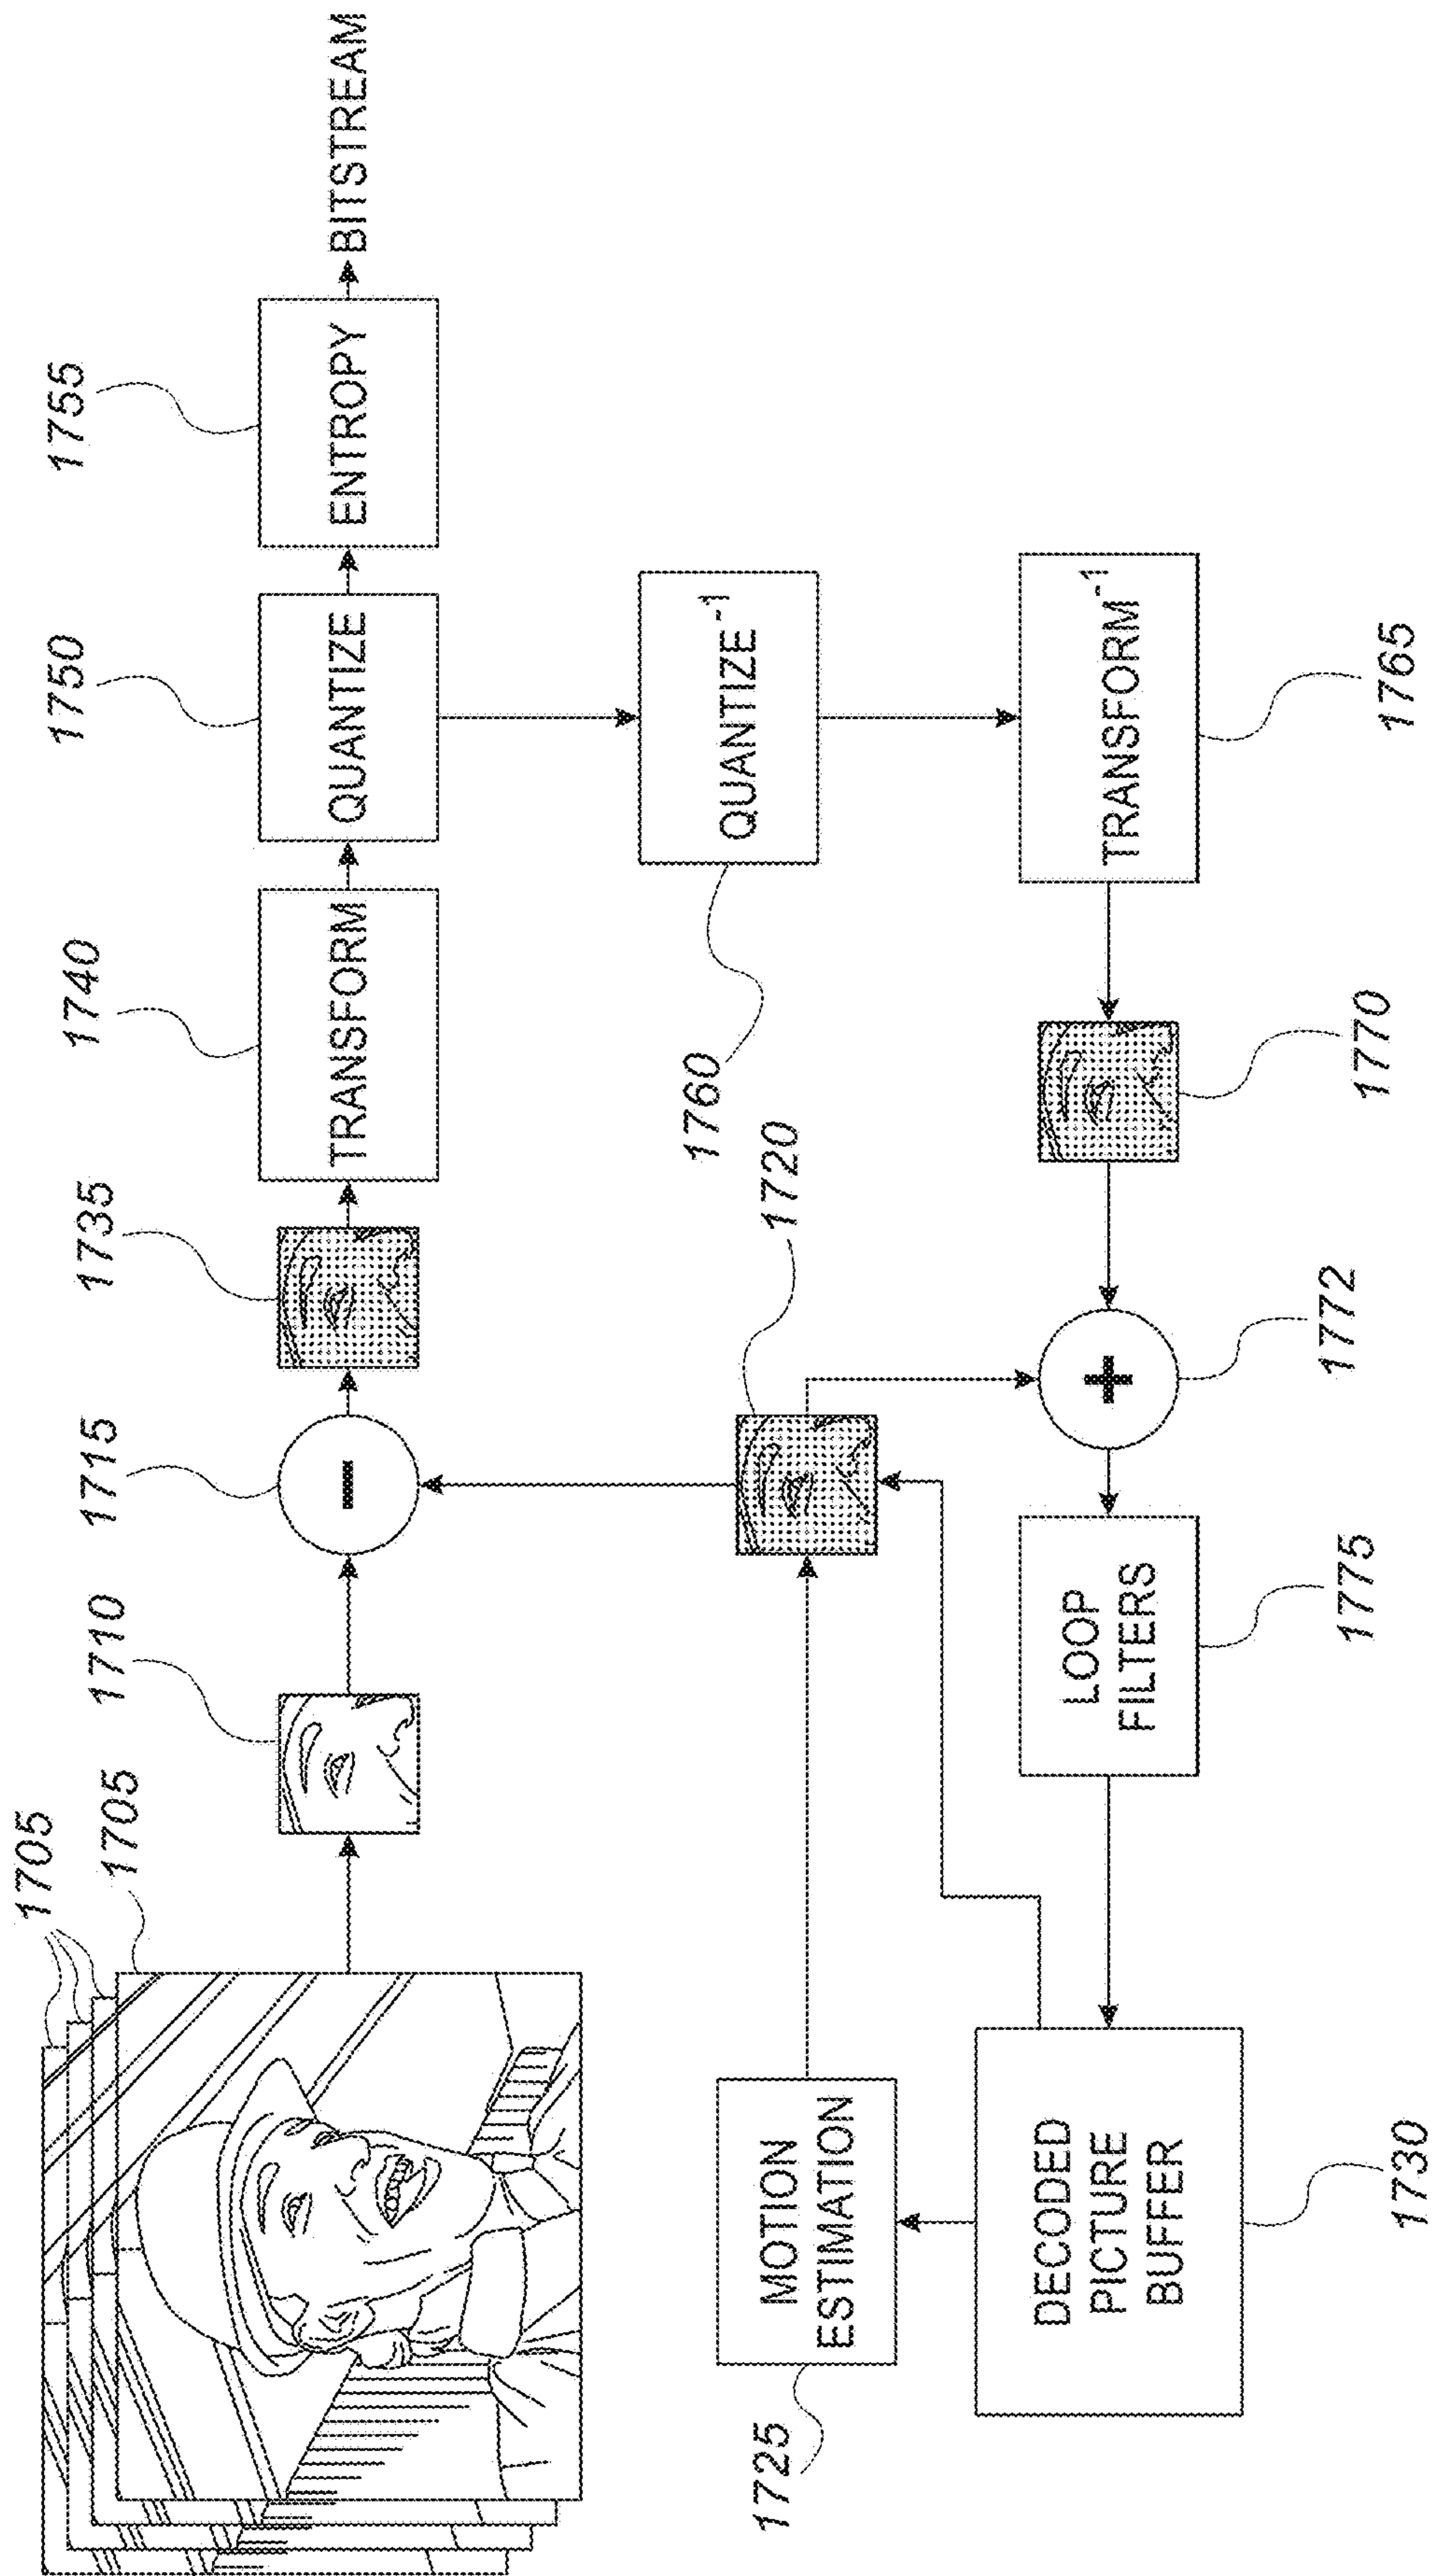 1705
1705
1710
1715
1735
1740
1750
1755
TRANSFORM
QUANTIZE
ENTROPY
BITSTREAM
1720
1760
QUANTIZE⁻¹
1725
MOTION
ESTIMATION
DECODED
PICTURE
BUFFER
LOOP
FILTERS
TRANSFORM⁻¹
1730
1775
1772
1770
1765